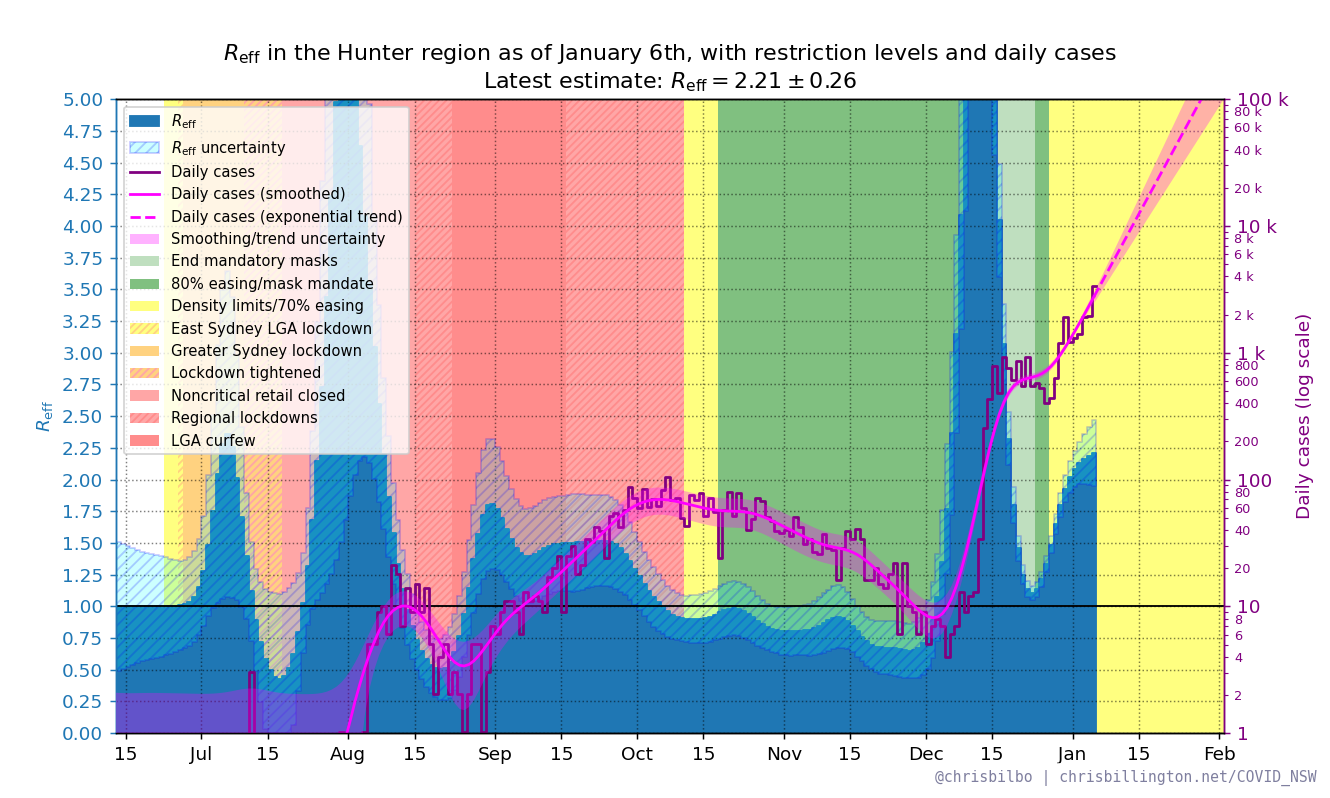 R_eff in the Hunter region as of January 6th, with restriction levels and daily cases
Latest estimate: R_eff = 2.21 ± 0.26
R_eff
5.00
4.75
4.50
4.25
4.00
3.75
3.50
3.25
3.00
2.75
2.50
2.25
2.00
1.75
1.50
1.25
1.00
0.75
0.50
0.25
0.00
R_eff
R_eff uncertainty
Daily cases
Daily cases (smoothed)
Daily cases (exponential trend)
Smoothing/trend uncertainty
End mandatory masks
80% easing/mask mandate
Density limits/70% easing
East Sydney LGA lockdown
Greater Sydney lockdown
Lockdown tightened
Noncritical retail closed
Regional lockdowns
LGA curfew
100 k
80 k
60 k
40 k
20 k
10 k
8 k
6 k
4 k
2 k
1 k
800
600
400
200
100
80
60
40
20
10
8
6
4
2
1
Daily cases (log scale)
15 Jul 15 Aug 15 Sep 15 Oct 15 Nov 15 Dec 15 Jan 15 Feb
@chrisbilbo | chrisbillington.net/COVID_NSW